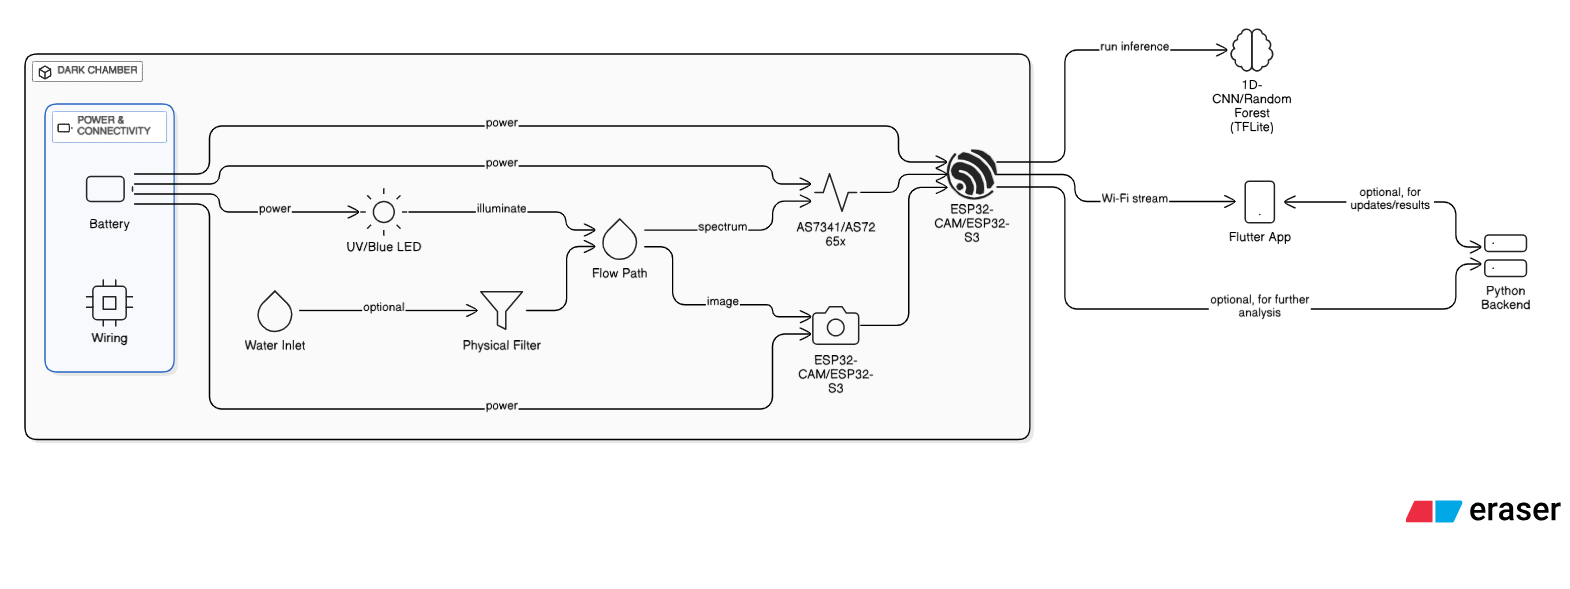 DARK CHAMBER
POWER &
CONNECTIVITY
Battery
Wiring
power
power
power
UV/Blue LED
illuminate
Water Inlet
optional
Physical Filter
Flow Path
spectrum
image
power
AS7341/AS72
65x
ESP32-
CAM/ESP32-
S3
ESP32-
CAM/ESP32-
S3
run inference
1D-
CNN/Random
Forest
(TFLite)
Wi-Fi stream
Flutter App
optional, for
updates/results
optional, for further
analysis
Python
Backend
eraser